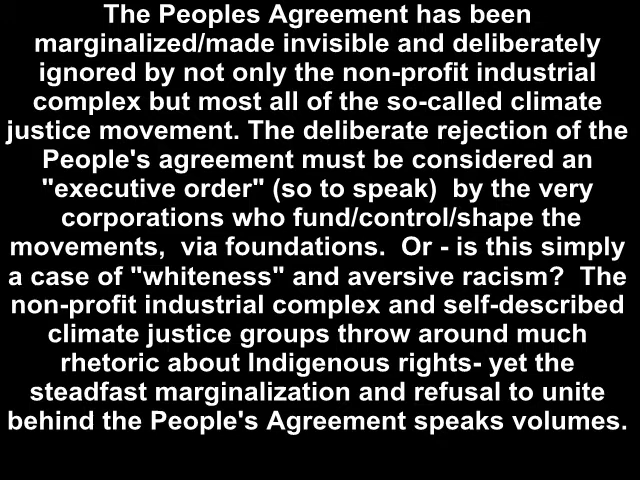 The Peoples Agreement has been
marginalized/made invisible and deliberately
ignored by not only the non-profit industrial
complex but most all of the so-called climate
justice movement. The deliberate rejection of the
People's agreement must be considered an
"executive order" (so to speak)  by the very
corporations who fund/control/shape the
movements,  via foundations.  Or - is this simply
a case of "whiteness" and aversive racism?  The
non-profit industrial complex and self-described
climate justice groups throw around much
rhetoric about Indigenous rights- yet the
steadfast marginalization and refusal to unite
behind the People's Agreement speaks volumes.